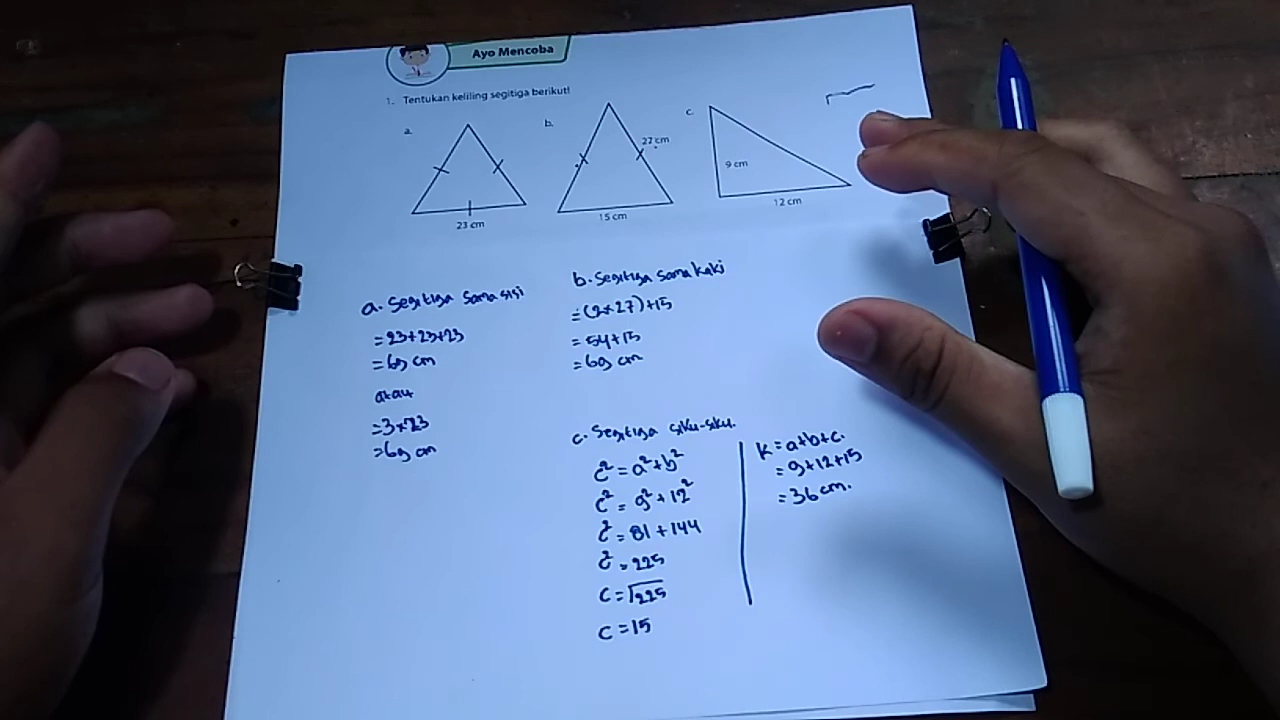 Ayo Mencoba
1. Tentukan keliling segitiga berikut!
a.
23 cm
b.
27 cm
15 cm
c.
9 cm
12 cm
a. Segitiga sama sisi
= 23+23+23
= 69 cm
atau
= 3×23
= 69 cm
b. Segitiga sama kaki
= (2×27)+15
= 54+15
= 69 cm
c. Segitiga siku-siku.
c² = a²+b²
c² = 9²+12²
c² = 81+144
c² = 225
c = √225
c = 15
K = a+b+c.
= 9+12+15
= 36 cm.